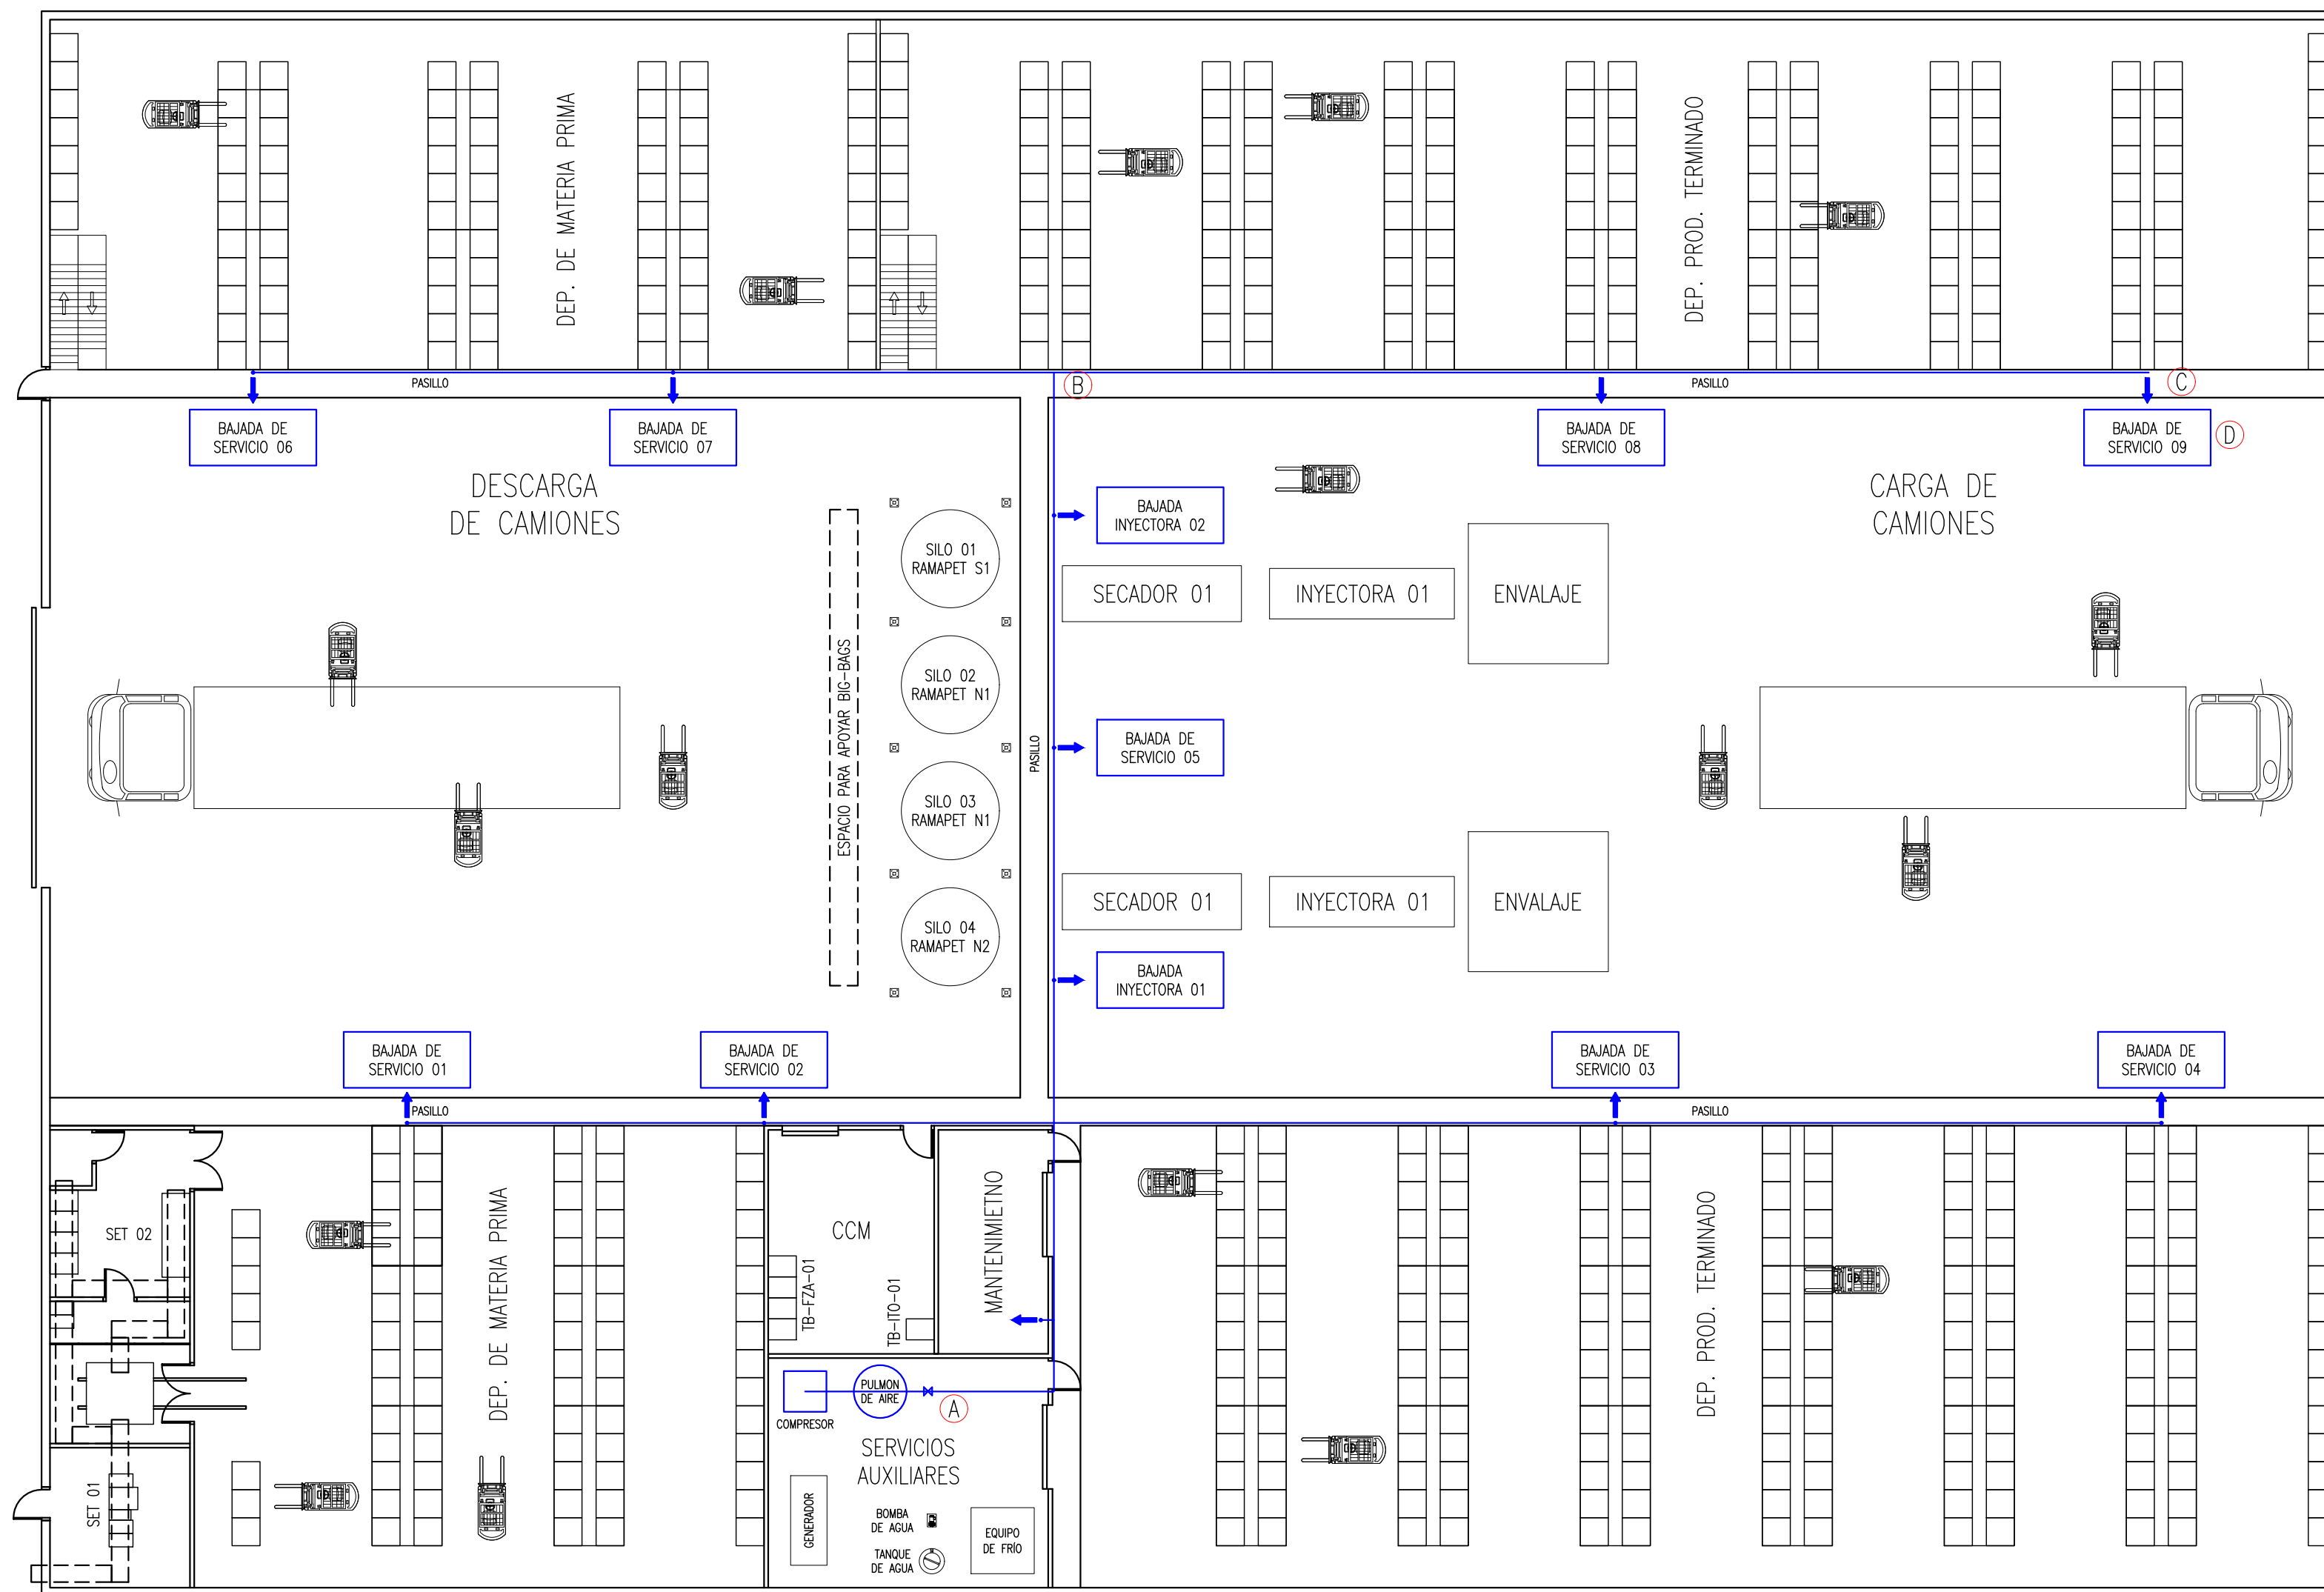 DEP. DE MATERIA PRIMA
DEP. PROD. TERMINADO
PASILLO
B
PASILLO
C
BAJADA DE
SERVICIO 06
BAJADA DE
SERVICIO 07
BAJADA DE
SERVICIO 08
BAJADA DE
SERVICIO 09
D
DESCARGA
DE CAMIONES
CARGA DE
CAMIONES
BAJADA
INYECTORA 02
SILO 01
RAMAPET S1
SECADOR 01
INYECTORA 01
ENVALAJE
SILO 02
RAMAPET N1
ESPACIO PARA APOYAR BIG-BAGS
PASILLO
BAJADA DE
SERVICIO 05
SILO 03
RAMAPET N1
SECADOR 01
INYECTORA 01
ENVALAJE
SILO 04
RAMAPET N2
BAJADA
INYECTORA 01
BAJADA DE
SERVICIO 01
BAJADA DE
SERVICIO 02
BAJADA DE
SERVICIO 03
BAJADA DE
SERVICIO 04
PASILLO
PASILLO
SET 02
DEP. DE MATERIA PRIMA
CCM
TB-FZA-01
TB-ITO-01
MANTENIMIETNO
DEP. PROD. TERMINADO
PULMON
DE AIRE
A
COMPRESOR
SERVICIOS
AUXILIARES
SET 01
GENERADOR
BOMBA
DE AGUA
TANQUE
DE AGUA
EQUIPO
DE FRÍO